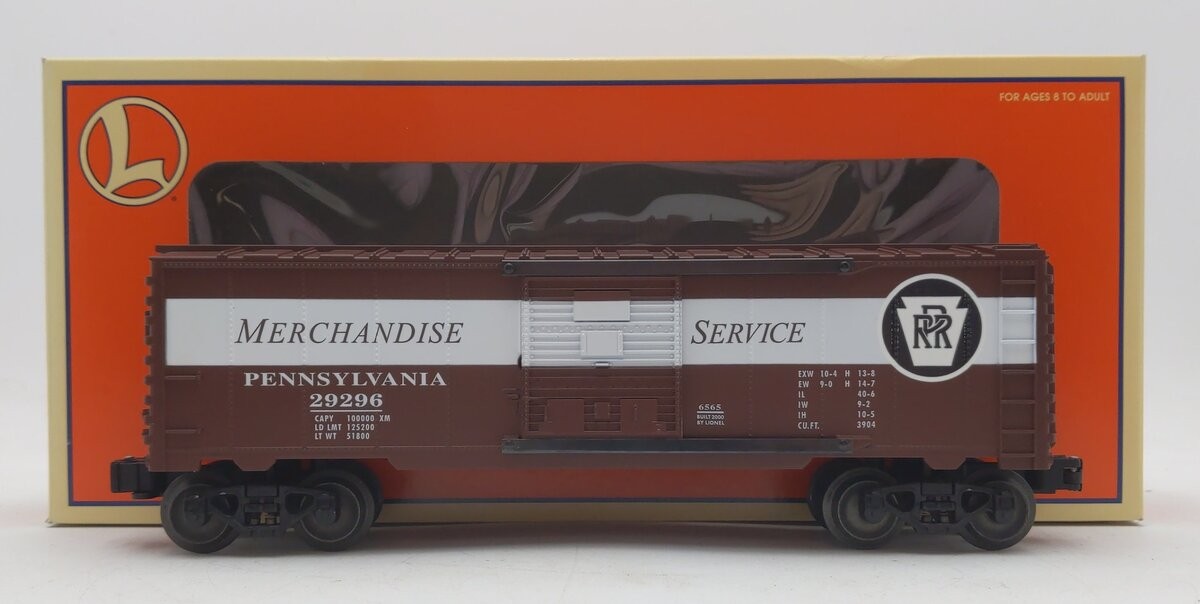 L
FOR AGES 8 TO ADULT
MERCHANDISE SERVICE
PRR
PENNSYLVANIA
29296
CAPY 100000 XM
LD LMT 125200
LT WT 51800
6565
BUILT 2000
BY LIONEL
EXW 10-4 H 13-8
EW 9-0 H 14-7
IL 40-6
IW 9-2
IH 10-5
CU.FT. 3904